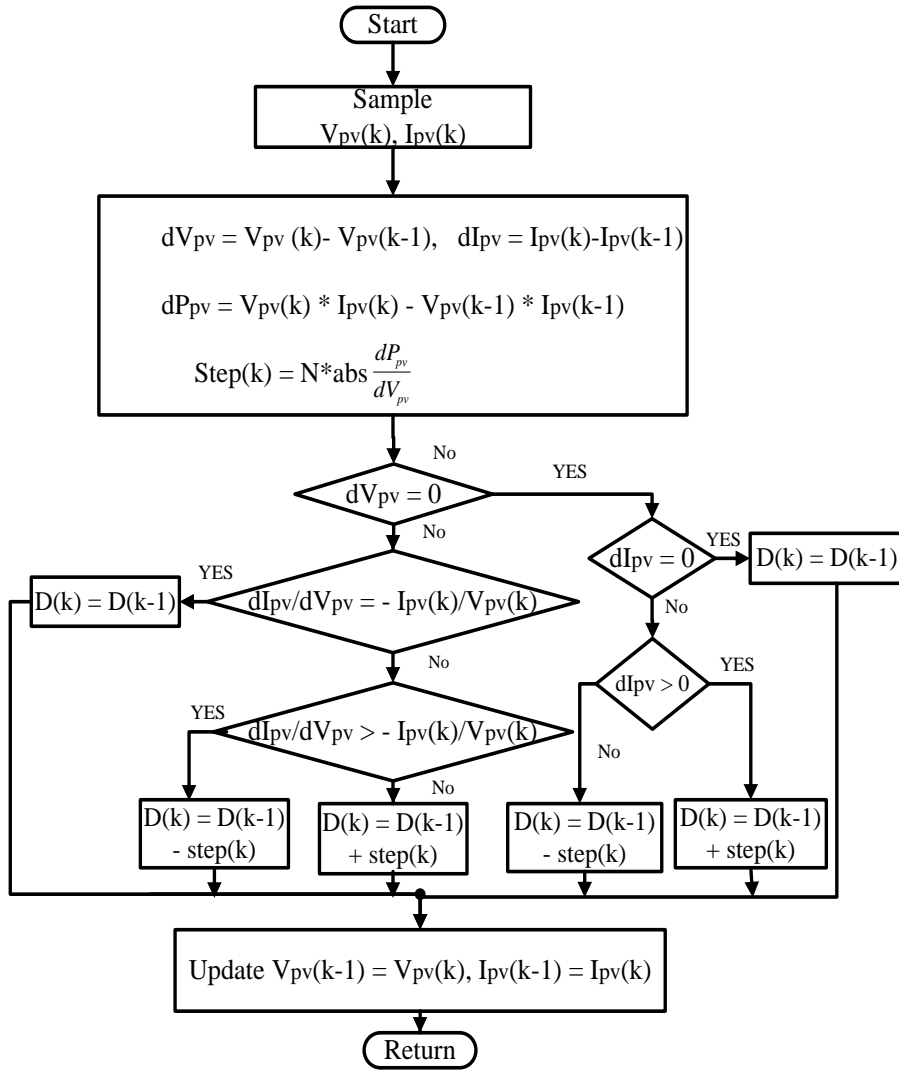 Start
Sample
Vpv(k), Ipv(k)
dVpv = Vpv (k)- Vpv(k-1), dIpv = Ipv(k)-Ipv(k-1)
dPpv = Vpv(k) * Ipv(k) - Vpv(k-1) * Ipv(k-1)
Step(k) = N*abs dPpv/dVpv
No
dVpv = 0
YES
No
dIpv = 0
YES
D(k) = D(k-1)
dIpv/dVpv = - Ipv(k)/Vpv(k)
YES
D(k) = D(k-1)
No
No
dIpv > 0
YES
No
dIpv/dVpv > - Ipv(k)/Vpv(k)
YES
No
D(k) = D(k-1)
- step(k)
D(k) = D(k-1)
+ step(k)
D(k) = D(k-1)
- step(k)
D(k) = D(k-1)
+ step(k)
Update Vpv(k-1) = Vpv(k), Ipv(k-1) = Ipv(k)
Return